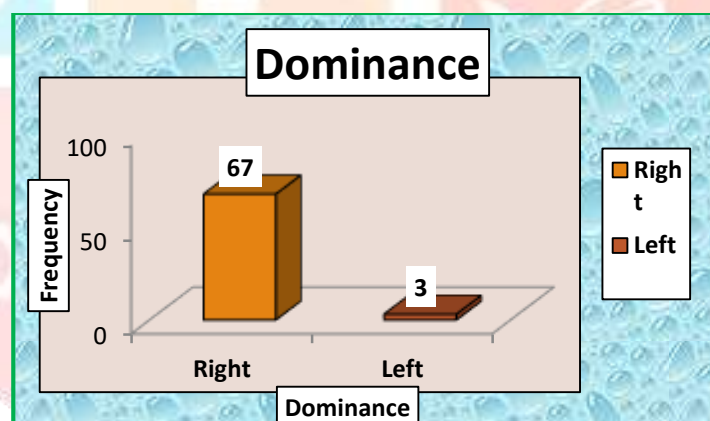 Dominance
100
50
0
Frequency
67
3
Right
Left
Dominance
Righ
t
Left